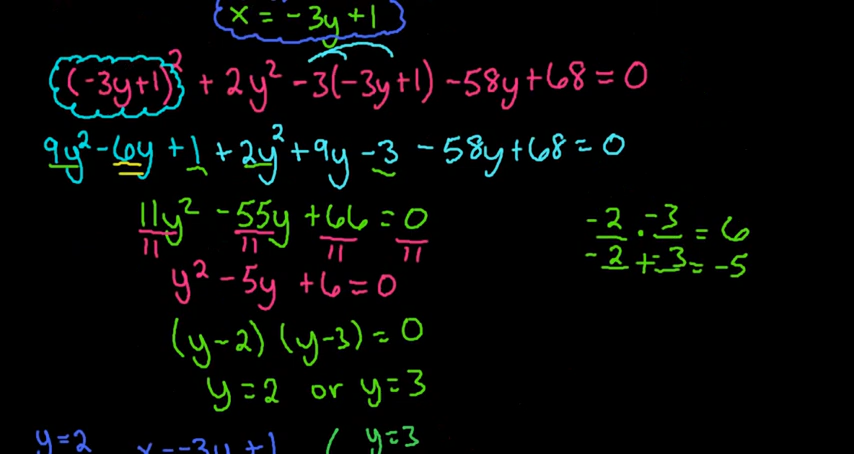 x = -3y+1
(-3y+1)² + 2y² -3(-3y+1) -58y+68=0
9y² -6y +1 +2y² +9y -3 -58y+68=0
11y² -55y +66 =0
11 11 11 11
y² -5y +6=0
(y-2) (y-3) = 0
y=2 or y=3
-2 · -3 = 6
-2 + -3 = -5
y=2 x=-3y+1 ( y=3